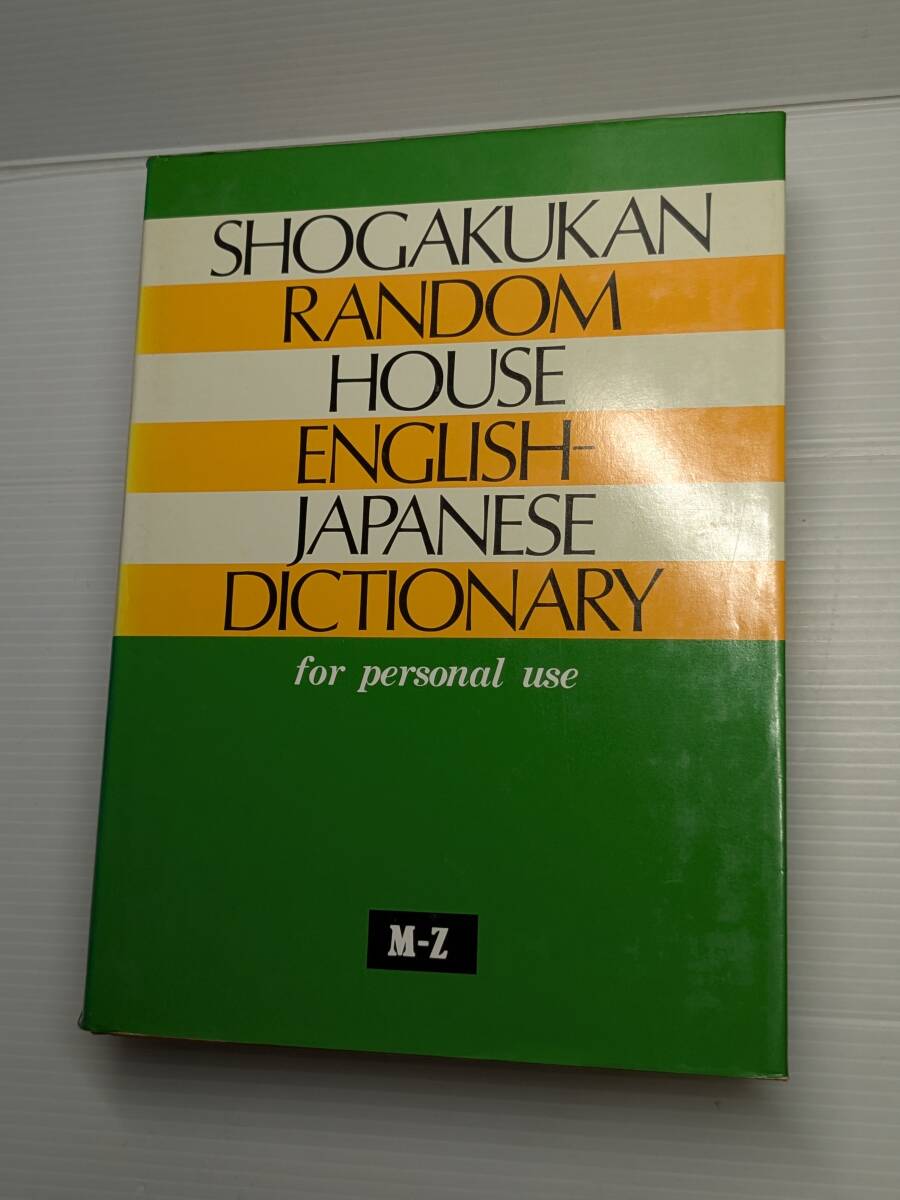 SHOGAKUKAN
RANDOM
HOUSE
ENGLISH-
JAPANESE
DICTIONARY
for personal use
M-Z